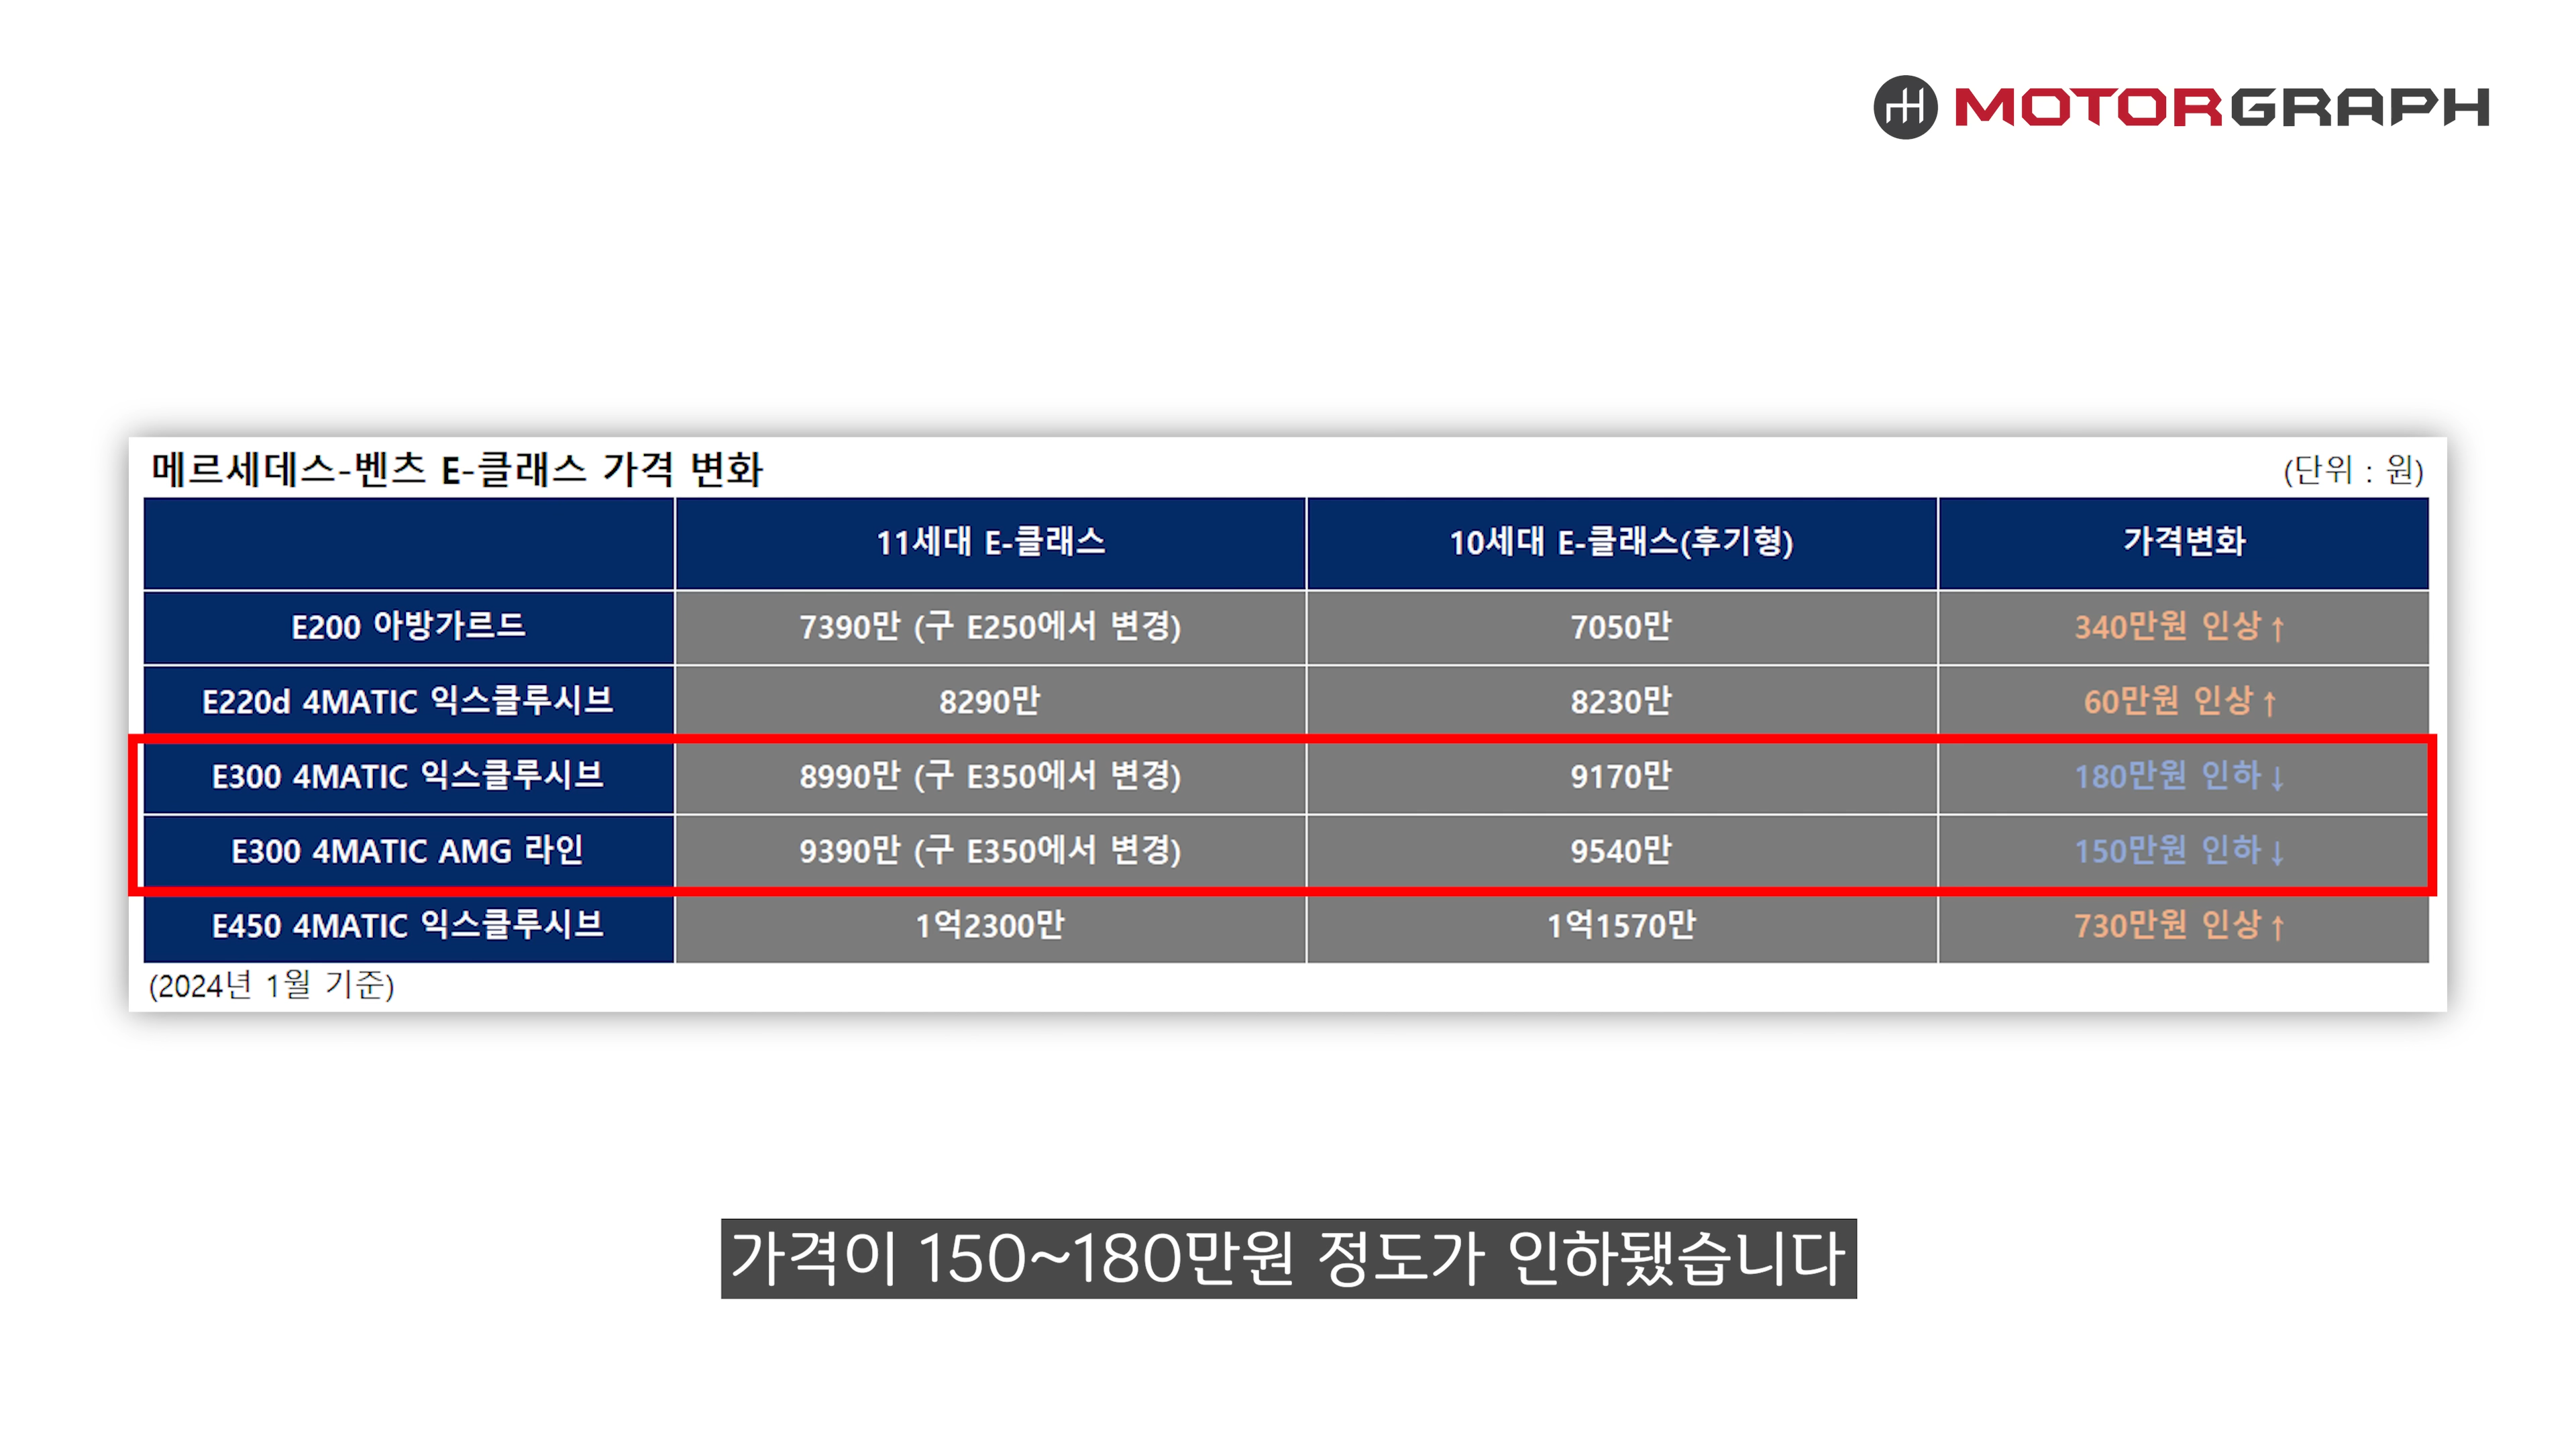 MOTORGRAPH
메르세데스-벤츠 E-클래스 가격 변화 (단위 : 원)
11세대 E-클래스 10세대 E-클래스(후기형) 가격변화
E200 아방가르드 7390만 (구 E250에서 변경) 7050만 340만원 인상↑
E220d 4MATIC 익스클루시브 8290만 8230만 60만원 인상↑
E300 4MATIC 익스클루시브 8990만 (구 E350에서 변경) 9170만 180만원 인하↓
E300 4MATIC AMG 라인 9390만 (구 E350에서 변경) 9540만 150만원 인하↓
E450 4MATIC 익스클루시브 1억2300만 1억1570만 730만원 인상↑
(2024년 1월 기준)
가격이 150~180만원 정도가 인하됐습니다